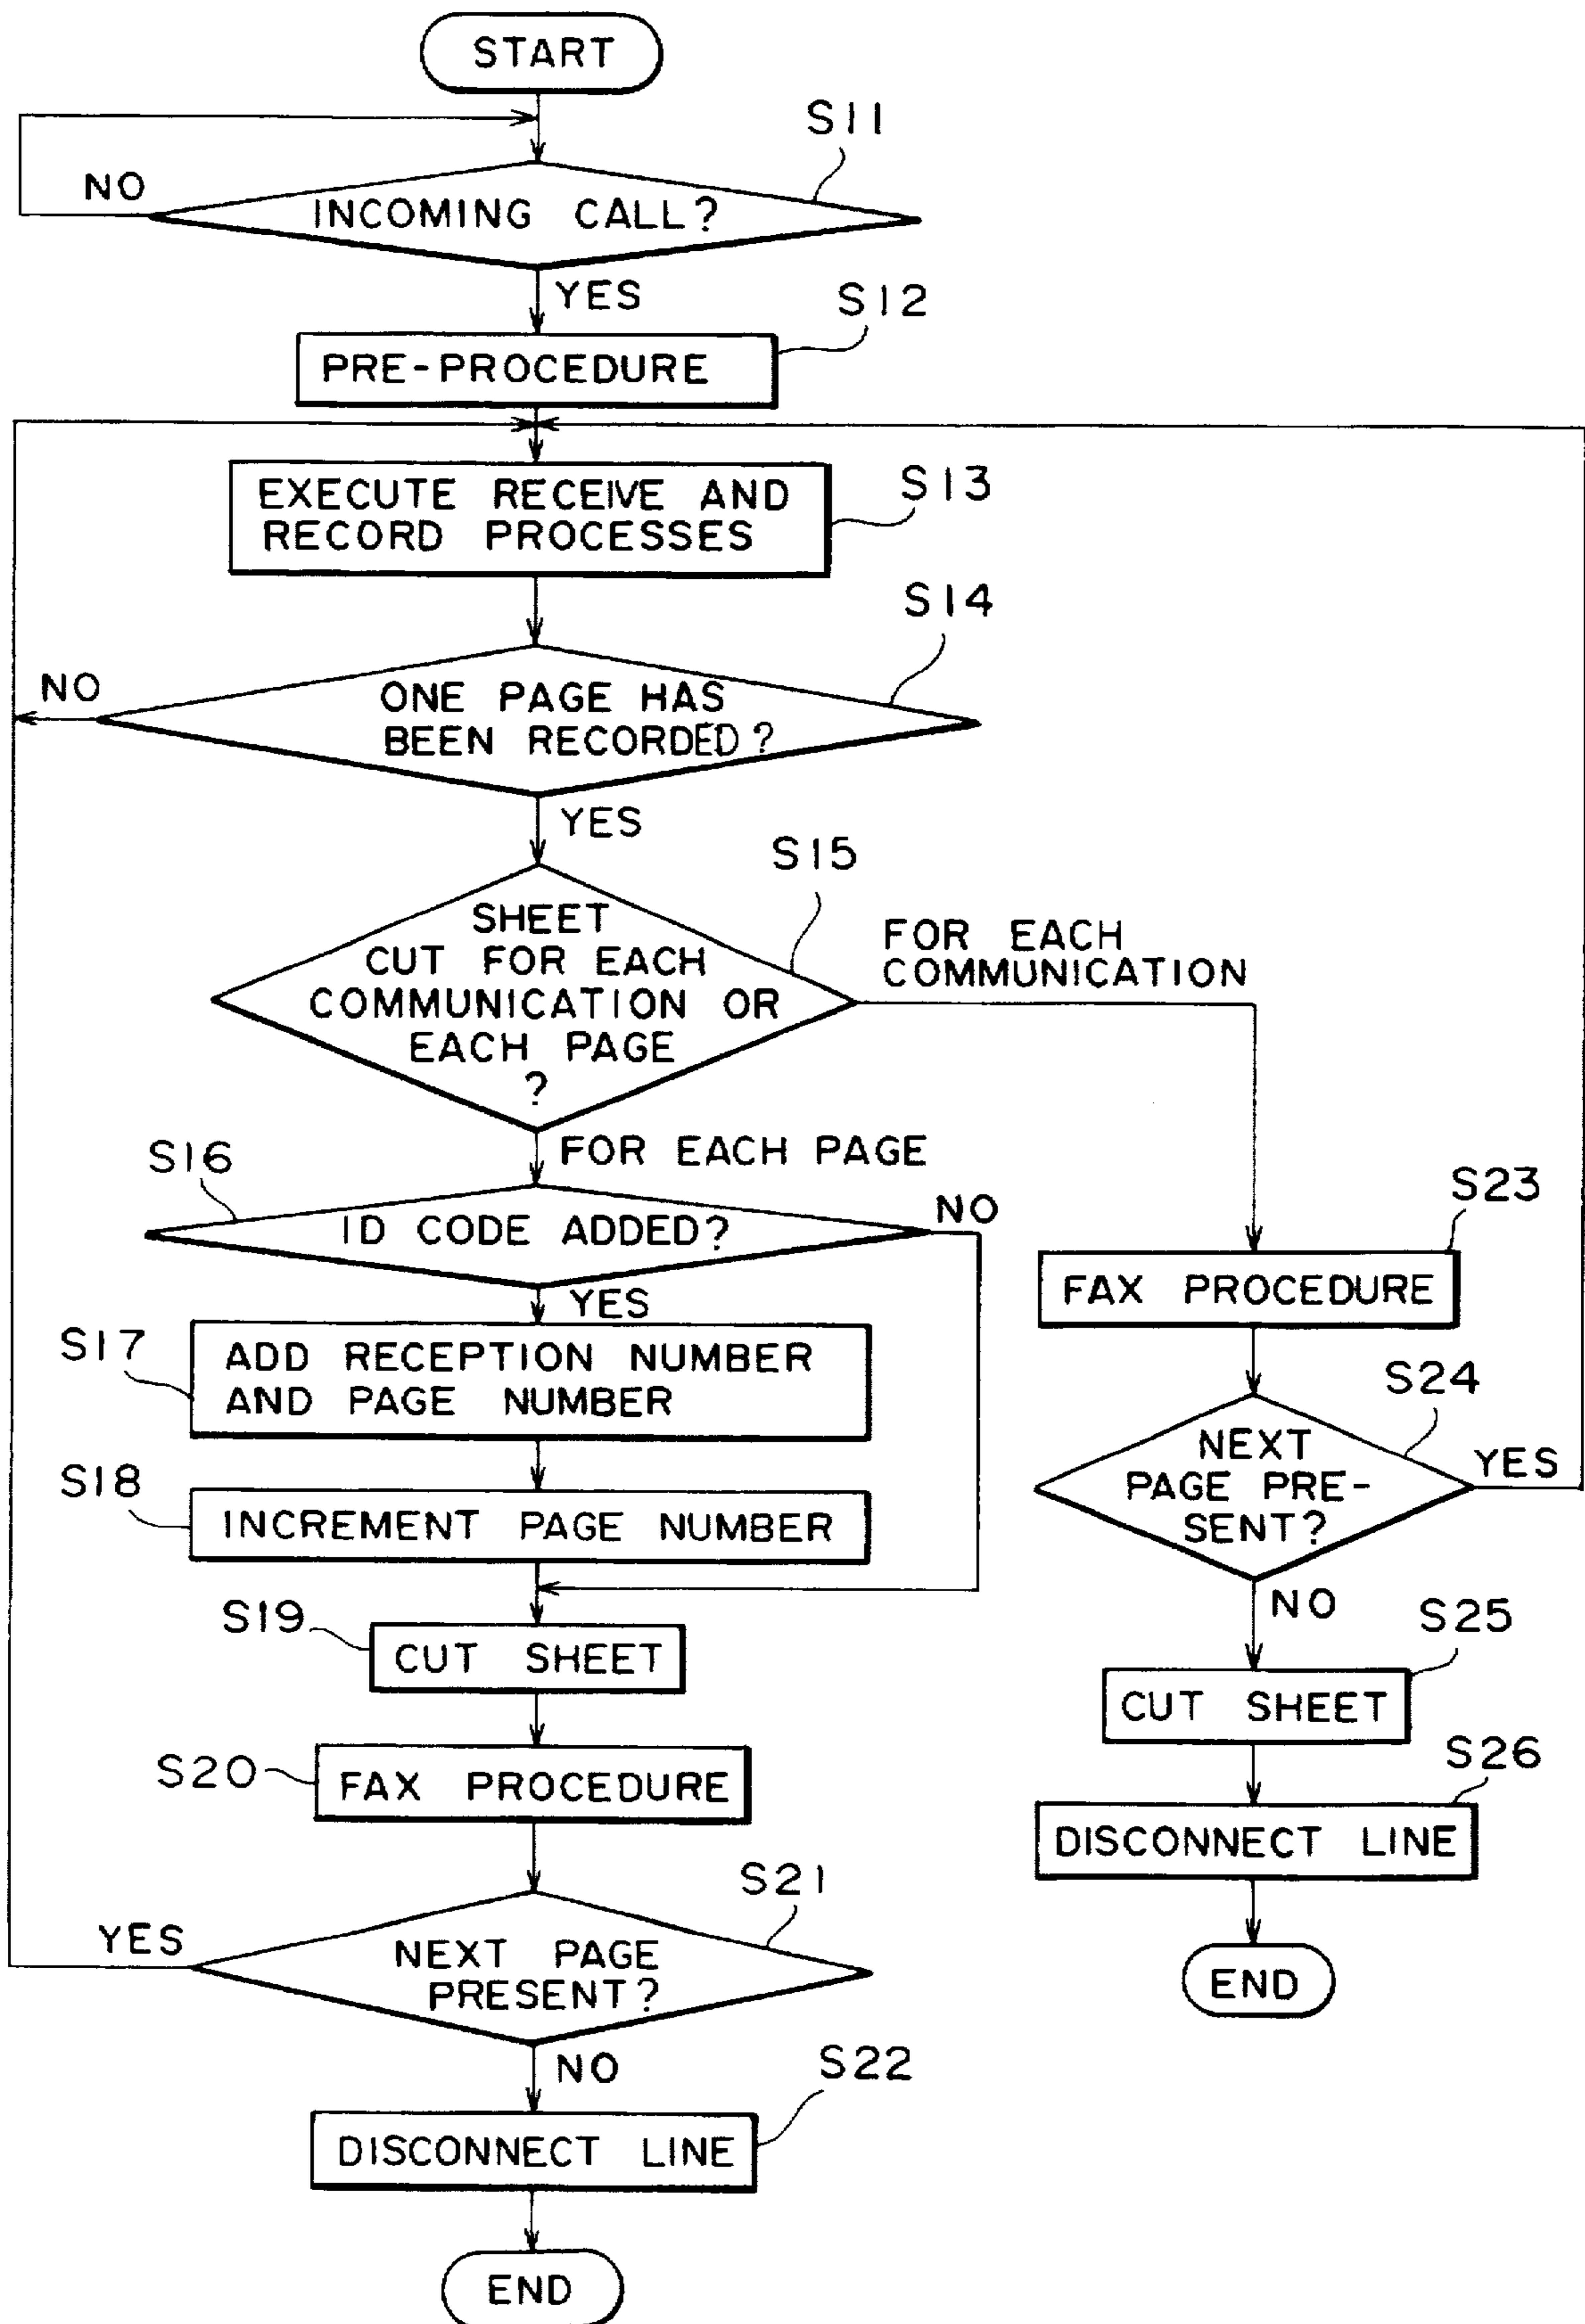 START
S11
NO
INCOMING CALL?
YES
S12
PRE-PROCEDURE
S13
EXECUTE RECEIVE AND
RECORD PROCESSES
S14
NO
ONE PAGE HAS
BEEN RECORDED?
YES
S15
SHEET
CUT FOR EACH
COMMUNICATION OR
EACH PAGE
?
FOR EACH
COMMUNICATION
FOR EACH PAGE
S16
ID CODE ADDED?
NO
YES
S17
ADD RECEPTION NUMBER
AND PAGE NUMBER
S18
INCREMENT PAGE NUMBER
S19
CUT SHEET
S20
FAX PROCEDURE
S21
YES
NEXT PAGE
PRESENT?
NO
S22
DISCONNECT LINE
END
S23
FAX PROCEDURE
S24
NEXT
PAGE PRE-
SENT?
YES
NO
S25
CUT SHEET
S26
DISCONNECT LINE
END